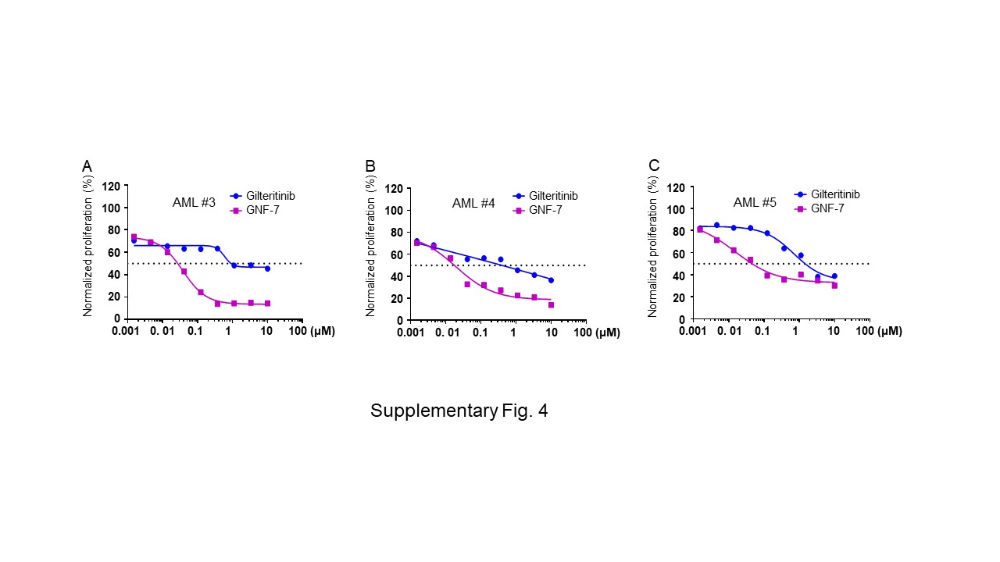 A
Normalized proliferation (%)
120
100
80
60
40
20
0
AML #3
Gilteritinib
GNF-7
0.001 0. 01 0.1 1 10 100 (µM)
B
Normalized proliferation (%)
120
100
80
60
40
20
0
AML #4
Gilteritinib
GNF-7
0.001 0. 01 0.1 1 10 100 (µM)
C
Normalized proliferation (%)
120
100
80
60
40
20
0
AML #5
Gilteritinib
GNF-7
0.001 0. 01 0.1 1 10 100 (µM)
Supplementary Fig. 4